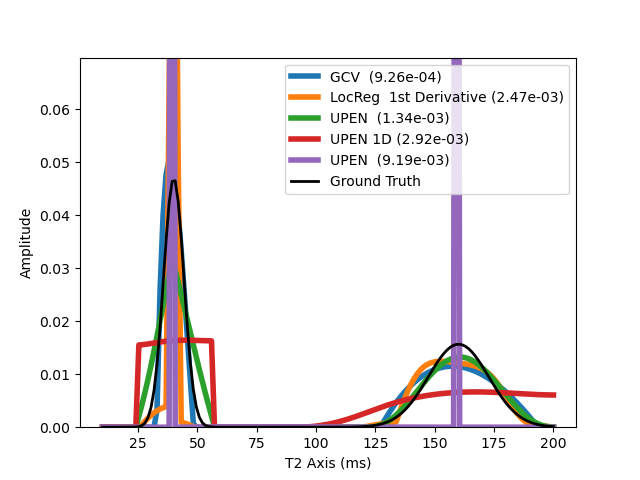 GCV (9.26e-04)
LocReg 1st Derivative (2.47e-03)
UPEN (1.34e-03)
UPEN 1D (2.92e-03)
UPEN (9.19e-03)
Ground Truth
0.06
0.05
0.04
0.03
0.02
0.01
0.00
Amplitude
25 50 75 100 125 150 175 200
T2 Axis (ms)